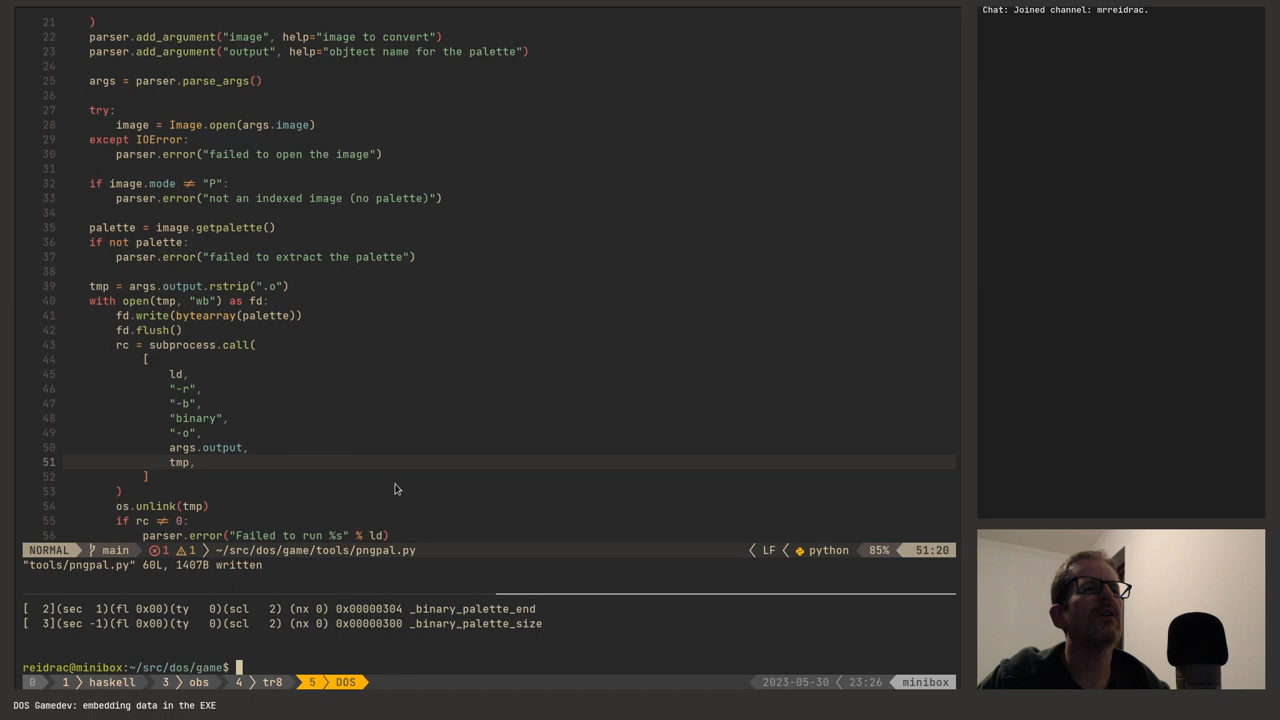 21    )
22    parser.add_argument("image", help="image to convert")
23    parser.add_argument("output", help="objtect name for the palette")
24
25    args = parser.parse_args()
26
27    try:
28        image = Image.open(args.image)
29    except IOError:
30        parser.error("failed to open the image")
31
32    if image.mode ≠ "P":
33        parser.error("not an indexed image (no palette)")
34
35    palette = image.getpalette()
36    if not palette:
37        parser.error("failed to extract the palette")
38
39    tmp = args.output.rstrip(".o")
40    with open(tmp, "wb") as fd:
41        fd.write(bytearray(palette))
42        fd.flush()
43        rc = subprocess.call(
44            [
45                ld,
46                "-r",
47                "-b",
48                "binary",
49                "-o",
50                args.output,
51                tmp,
52            ]
53        )
54        os.unlink(tmp)
55        if rc ≠ 0:
56            parser.error("Failed to run %s" % ld)
NORMAL main 1 1 ~/src/dos/game/tools/pngpal.py LF python 85% 51:20
"tools/pngpal.py" 60L, 1407B written
[  2](sec  1)(fl 0x00)(ty   0)(scl   2) (nx 0) 0x00000304 _binary_palette_end
[  3](sec -1)(fl 0x00)(ty   0)(scl   2) (nx 0) 0x00000300 _binary_palette_size
reidrac@minibox:~/src/dos/game$
0 1 haskell 3 obs 4 tr8 5 DOS 2023-05-30 23:26 minibox
DOS Gamedev: embedding data in the EXE
Chat: Joined channel: mrreidrac.